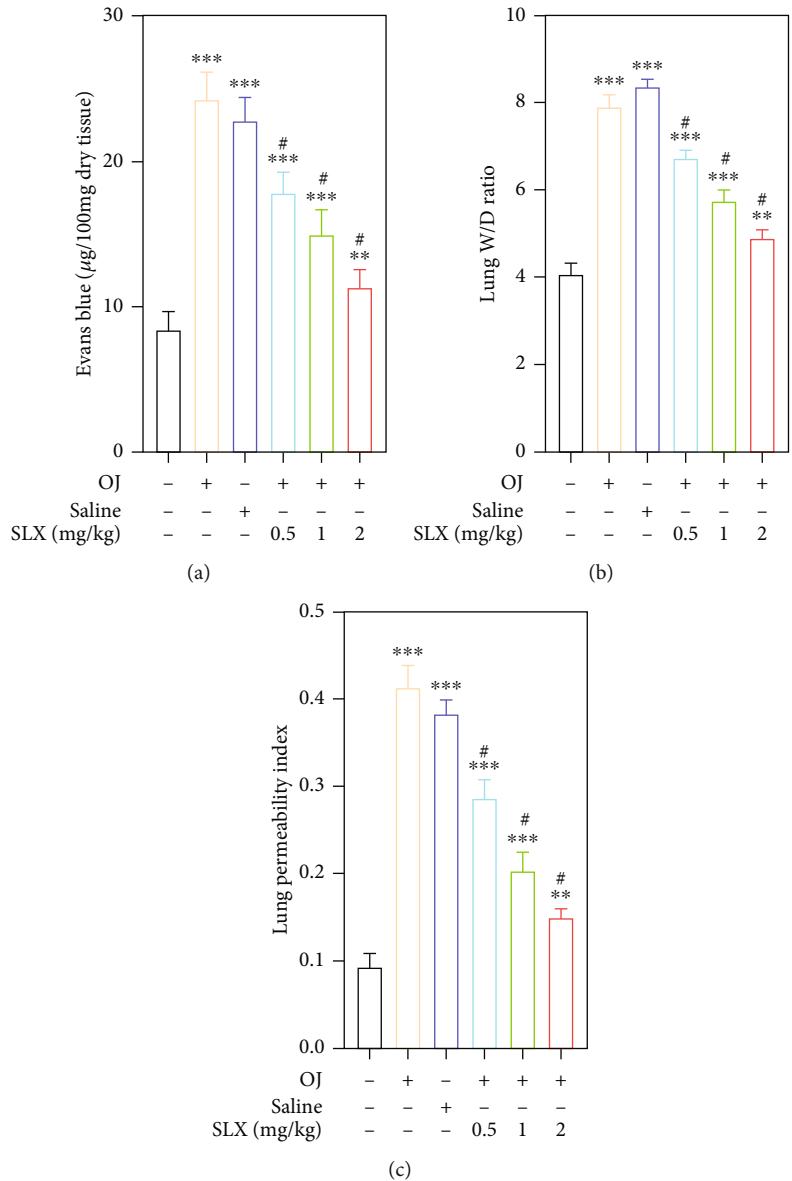 30
20
10
0
Evans blue (μg/100mg dry tissue)
*** *** # *** # *** # **
OJ – + – + + +
Saline – – + – – –
SLX (mg/kg) – – – 0.5 1 2
(a)
10
8
6
4
2
0
Lung W/D ratio
*** *** # *** # *** # **
OJ – + – + + +
Saline – – + – – –
SLX (mg/kg) – – – 0.5 1 2
(b)
0.5
0.4
0.3
0.2
0.1
0.0
Lung permeability index
*** *** # *** # *** # **
OJ – + – + + +
Saline – – + – – –
SLX (mg/kg) – – – 0.5 1 2
(c)